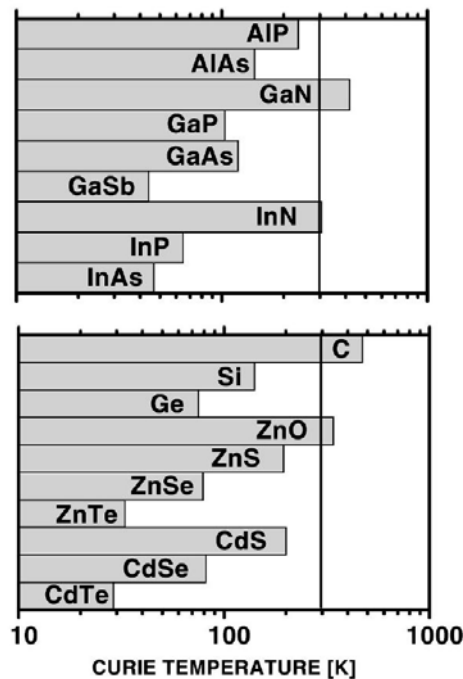 AlP
AlAs
GaN
GaP
GaAs
GaSb
InN
InP
InAs
C
Si
Ge
ZnO
ZnS
ZnSe
ZnTe
CdS
CdSe
CdTe
10 100 1000
CURIE TEMPERATURE [K]